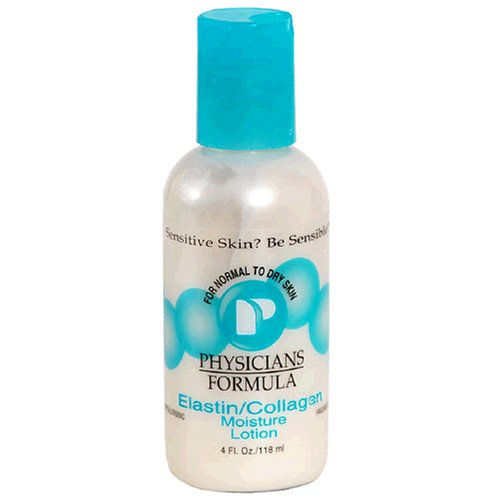 Sensitive Skin? Be Sensible
FOR NORMAL TO DRY SKIN
P
PHYSICIANS
FORMULA
Elastin/Collagen
Moisture
Lotion
4 Fl. Oz./118 ml